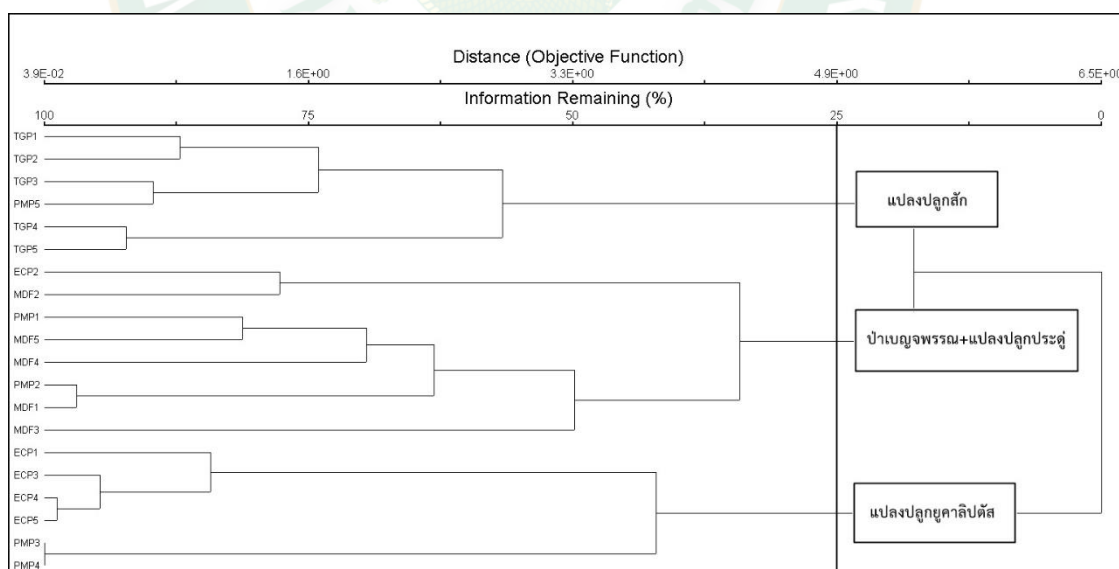 Distance (Objective Function)
3.9E-02 1.6E+00 3.3E+00 4.9E+00 6.5E+00
Information Remaining (%)
100 75 50 25 0
TGP1
TGP2
TGP3
PMP5
TGP4
TGP5
ECP2
MDF2
PMP1
MDF5
MDF4
PMP2
MDF1
MDF3
ECP1
ECP3
ECP4
ECP5
PMP3
PMP4
แปลงปลูกสัก
ป่าเบญจพรรณ+แปลงปลูกประดู่
แปลงปลูกยูคาลิปตัส